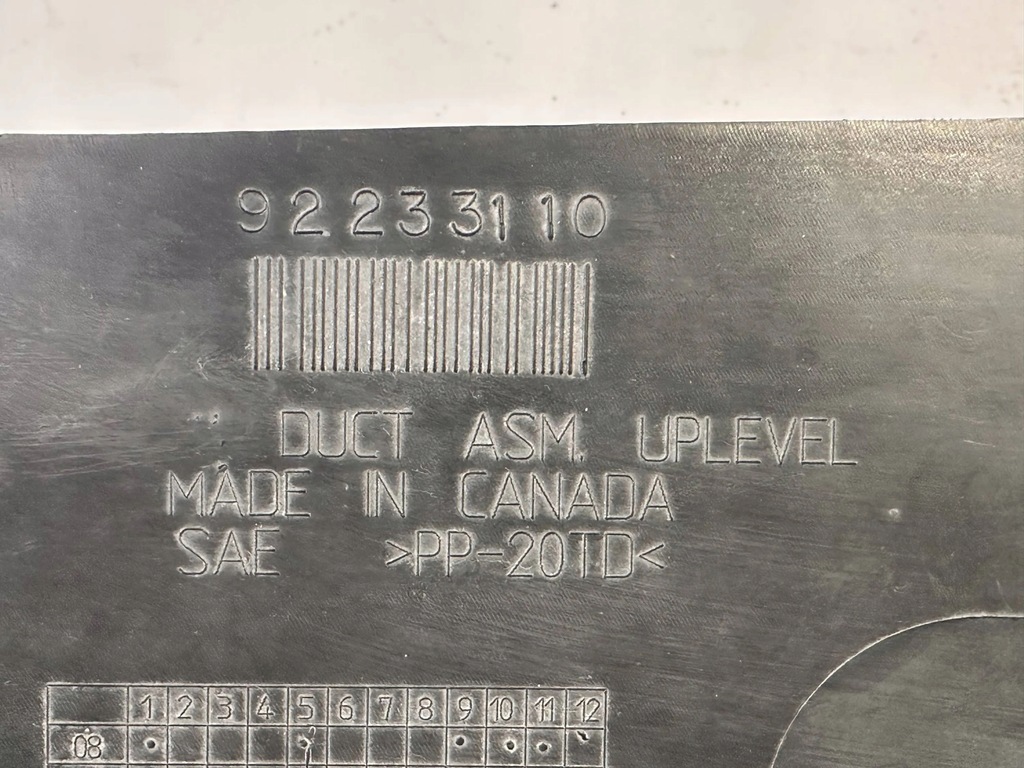 92233110
DUCT ASM. UPLEVEL
MADE IN CANADA
SAE >PP-20TD<
1 2 3 4 5 6 7 8 9 10 11 12
08